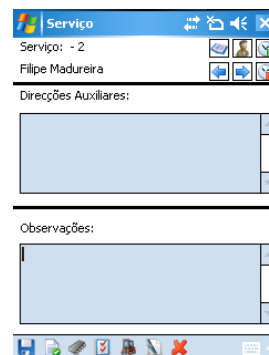 Serviço
Serviço:  - 2
Filipe Madureira
Direcções Auxiliares:
Observações: